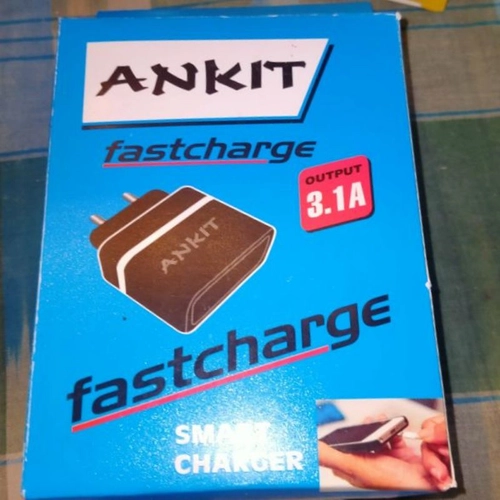 ANKIT
fastcharge
OUTPUT
3.1A
ANKIT
fastcharge
SMART
CHARGER